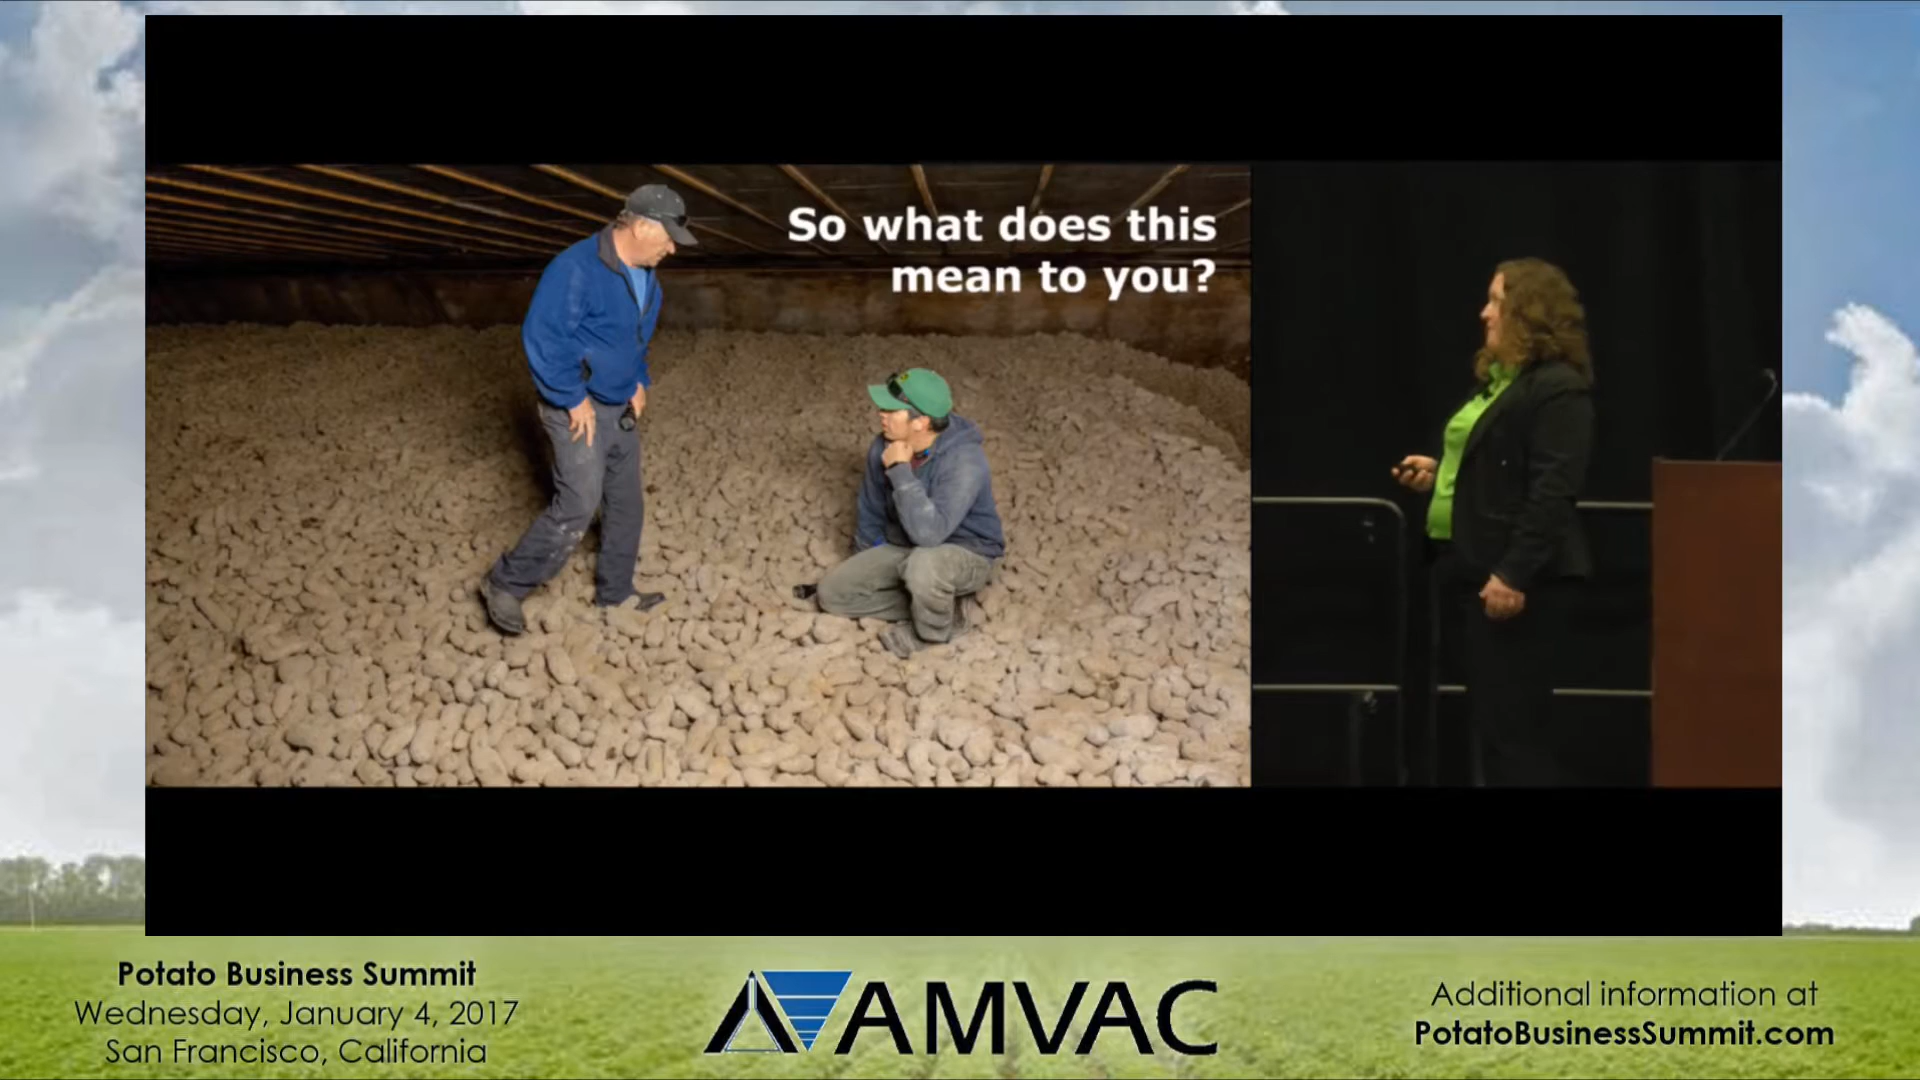 So what does this
mean to you?
Potato Business Summit
Wednesday, January 4, 2017
San Francisco, California
AMVAC
Additional information at
PotatoBusinessSummit.com